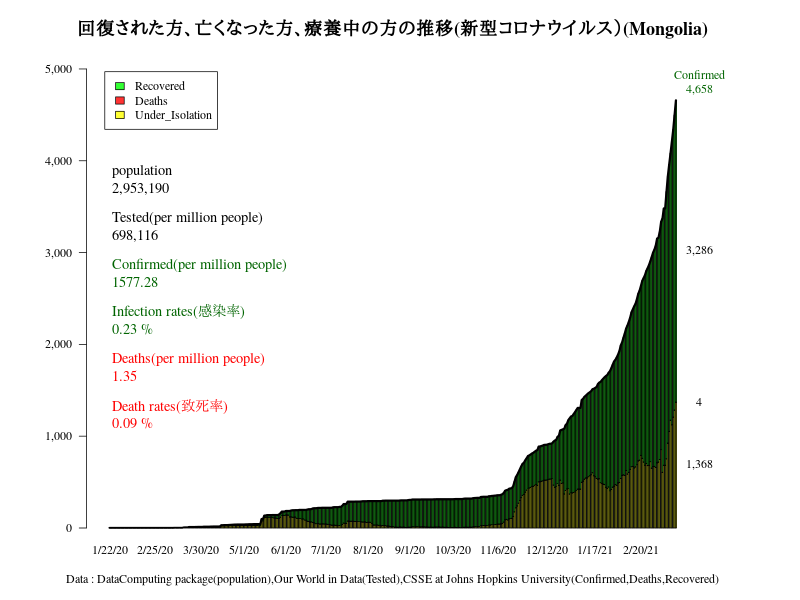 回復された方、亡くなった方、療養中の方の推移(新型コロナウイルス）(Mongolia)
Confirmed
4,658
5,000
4,000
3,000
2,000
1,000
0
Recovered
Deaths
Under_Isolation
population
2,953,190
Tested(per million people)
698,116
Confirmed(per million people)
1577.28
Infection rates(感染率)
0.23 %
Deaths(per million people)
1.35
Death rates(致死率)
0.09 %
3,286
4
1,368
1/22/20 2/25/20 3/30/20 5/1/20 6/1/20 7/1/20 8/1/20 9/1/20 10/3/20 11/6/20 12/12/20 1/17/21 2/20/21
Data : DataComputing package(population),Our World in Data(Tested),CSSE at Johns Hopkins University(Confirmed,Deaths,Recovered)